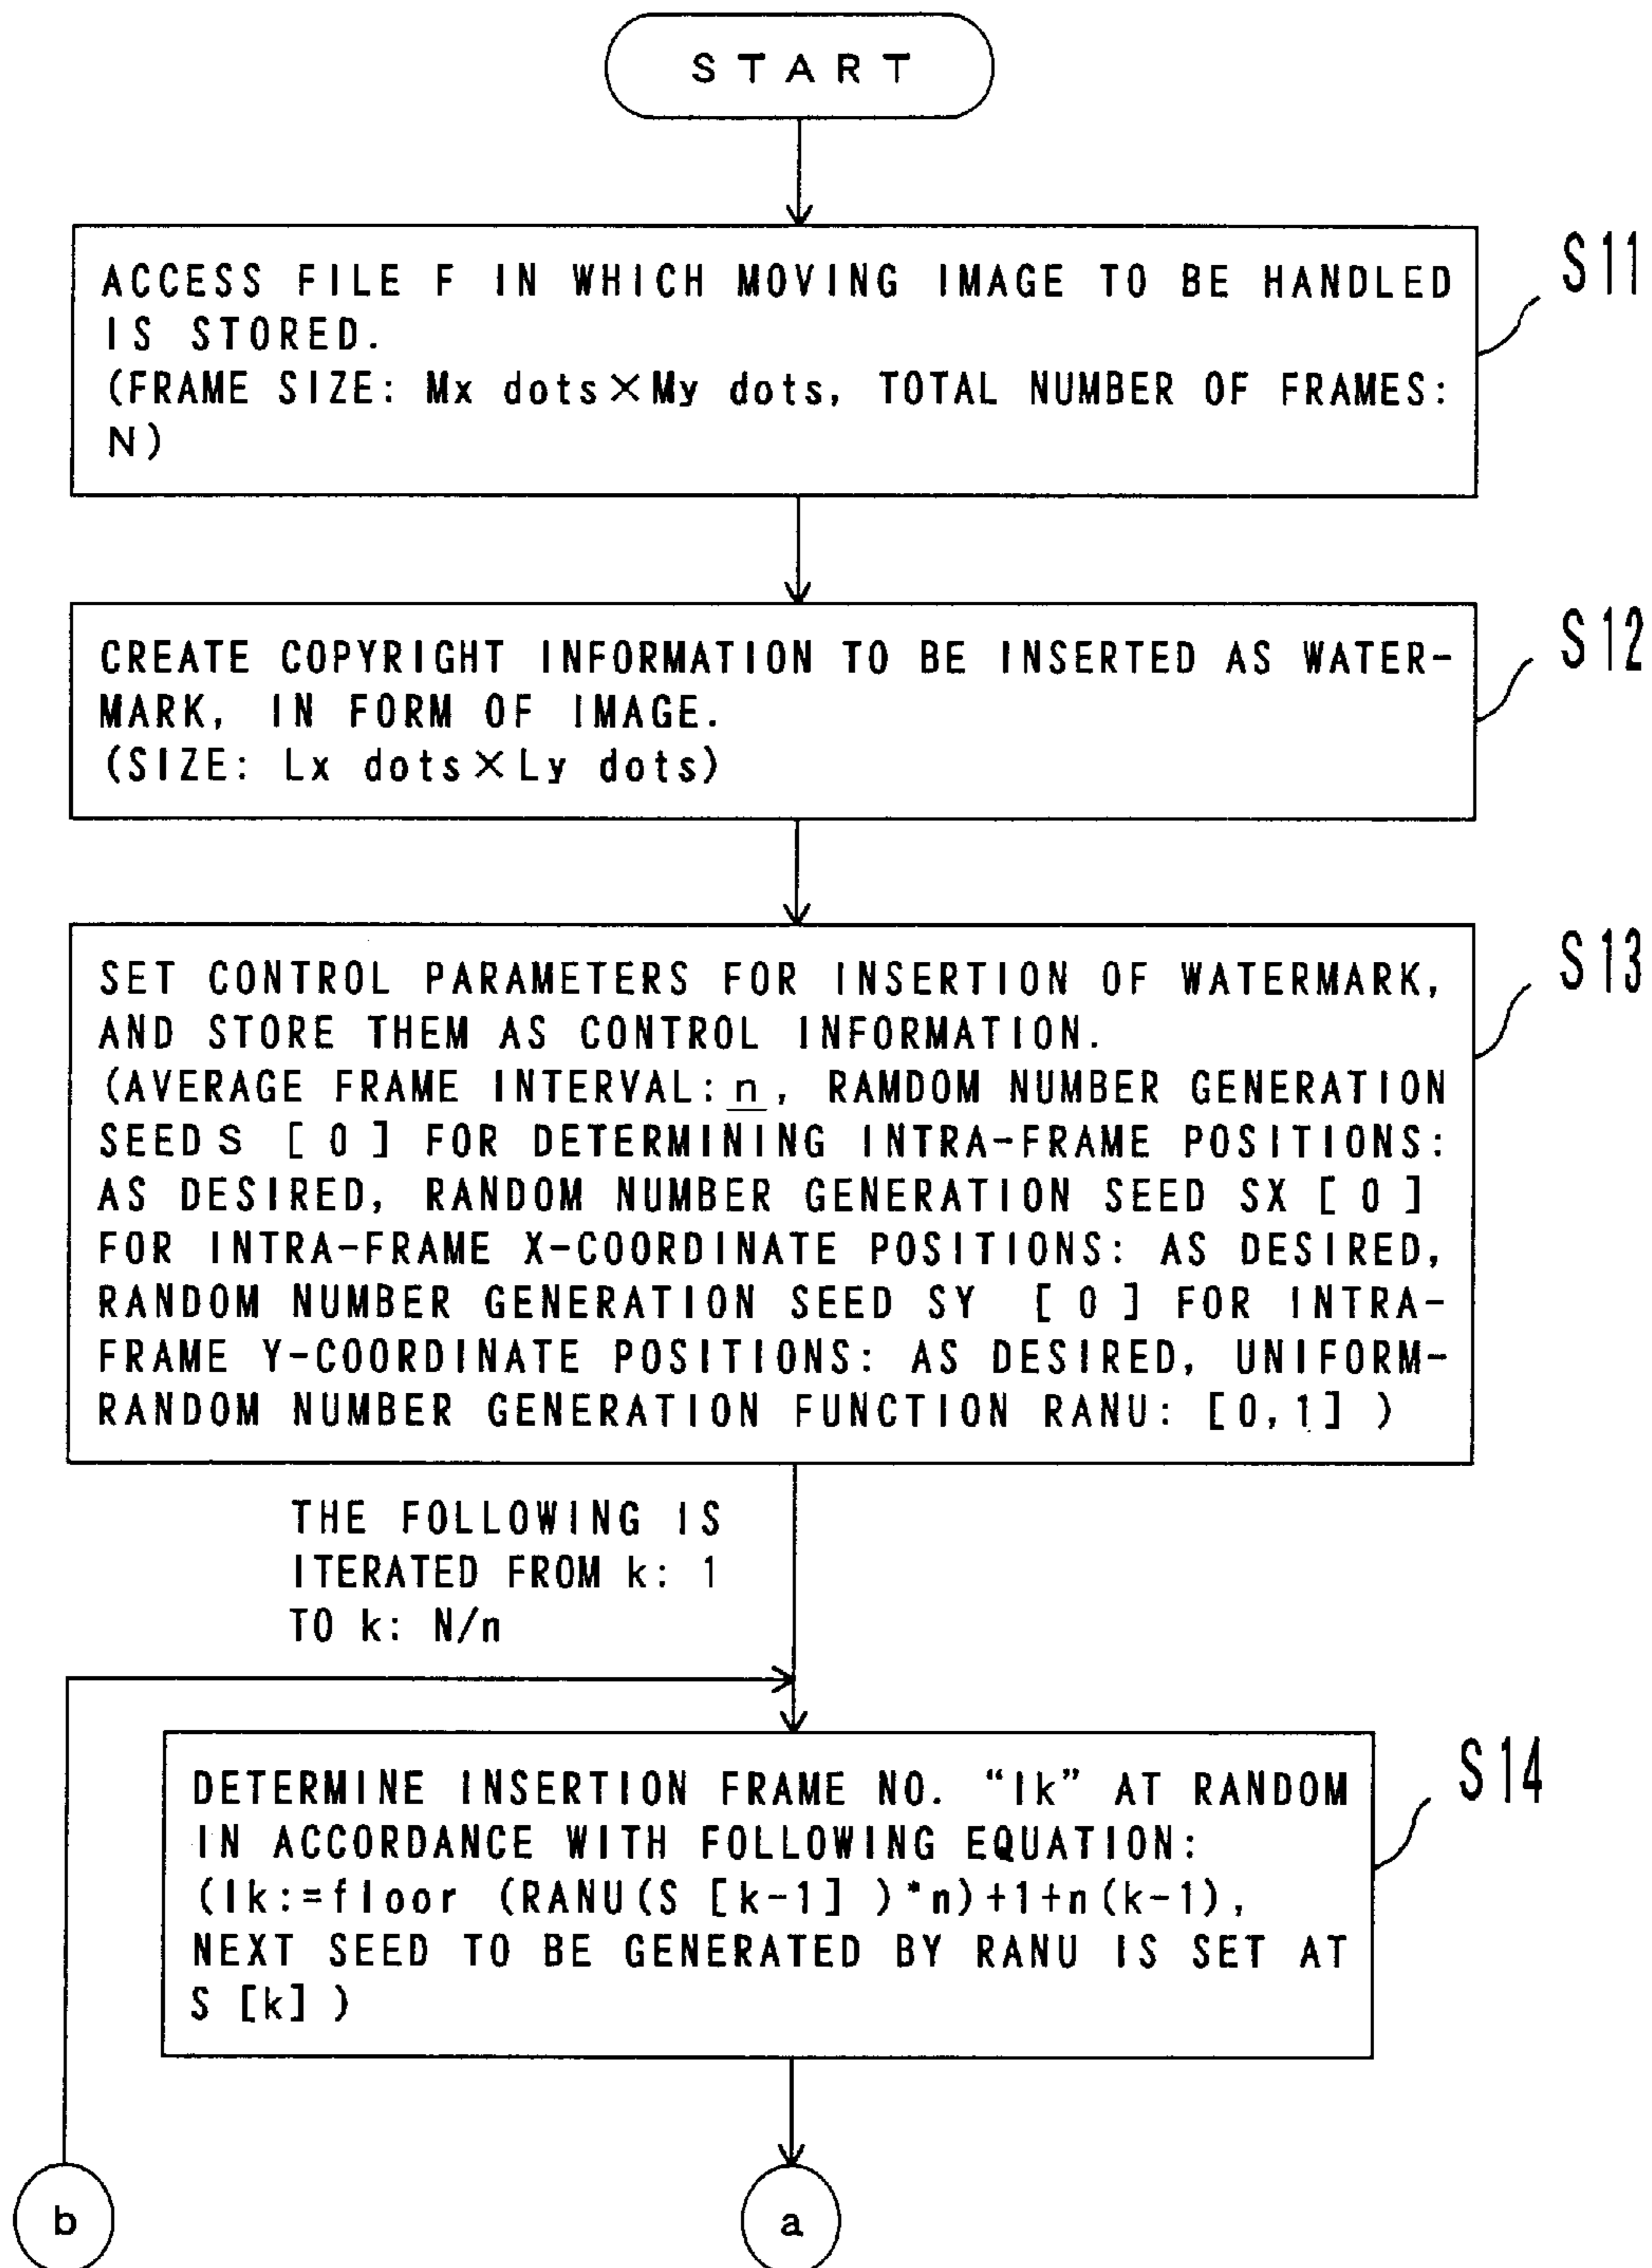 START
ACCESS FILE F IN WHICH MOVING IMAGE TO BE HANDLED
IS STORED.
(FRAME SIZE: Mx dots×My dots, TOTAL NUMBER OF FRAMES:
N)
S11
CREATE COPYRIGHT INFORMATION TO BE INSERTED AS WATER-
MARK, IN FORM OF IMAGE.
(SIZE: Lx dots×Ly dots)
S12
SET CONTROL PARAMETERS FOR INSERTION OF WATERMARK,
AND STORE THEM AS CONTROL INFORMATION.
(AVERAGE FRAME INTERVAL: n, RAMDOM NUMBER GENERATION
SEED S [0] FOR DETERMINING INTRA-FRAME POSITIONS:
AS DESIRED, RANDOM NUMBER GENERATION SEED SX [0]
FOR INTRA-FRAME X-COORDINATE POSITIONS: AS DESIRED,
RANDOM NUMBER GENERATION SEED SY [0] FOR INTRA-
FRAME Y-COORDINATE POSITIONS: AS DESIRED, UNIFORM-
RANDOM NUMBER GENERATION FUNCTION RANU: [0,1] )
S13
THE FOLLOWING IS
ITERATED FROM k: 1
TO k: N/n
DETERMINE INSERTION FRAME NO. “Ik” AT RANDOM
IN ACCORDANCE WITH FOLLOWING EQUATION:
(Ik:=floor (RANU(S [k-1] )*n)+1+n(k-1),
NEXT SEED TO BE GENERATED BY RANU IS SET AT
S [k] )
S14
b
a